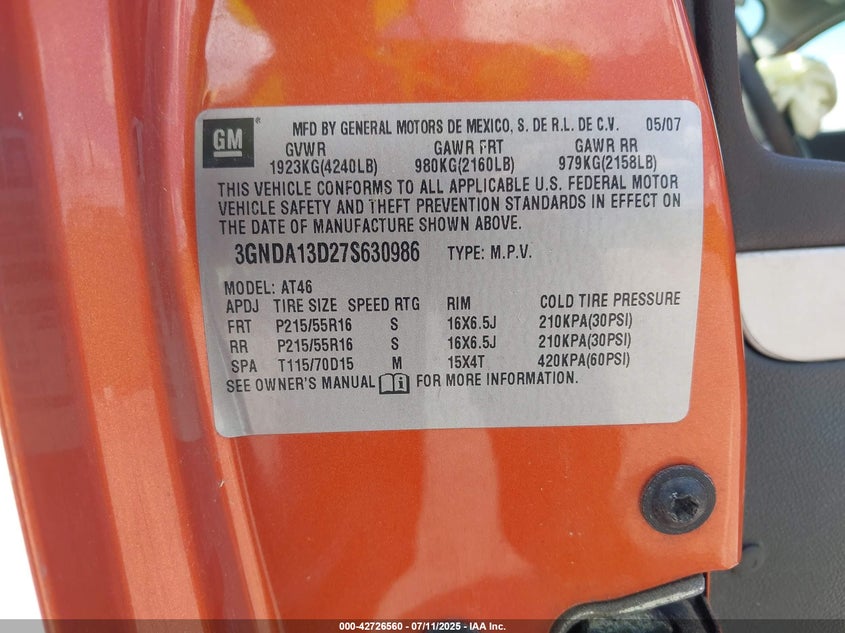 GM ® MFD BY GENERAL MOTORS DE MEXICO, S. DE R.L. DE C.V. 05/07
GVWR GAWR FRT GAWR RR
1923KG(4240LB) 980KG(2160LB) 979KG(2158LB)
THIS VEHICLE CONFORMS TO ALL APPLICABLE U.S. FEDERAL MOTOR
VEHICLE SAFETY AND THEFT PREVENTION STANDARDS IN EFFECT ON
THE DATE OF MANUFACTURE SHOWN ABOVE.
3GNDA13D27S630986 TYPE: M.P.V.
MODEL: AT46
APDJ TIRE SIZE SPEED RTG RIM COLD TIRE PRESSURE
FRT P215/55R16 S 16X6.5J 210KPA(30PSI)
RR P215/55R16 S 16X6.5J 210KPA(30PSI)
SPA T115/70D15 M 15X4T 420KPA(60PSI)
SEE OWNER'S MANUAL FOR MORE INFORMATION.
000-42726560 - 07/11/2025 - IAA Inc.